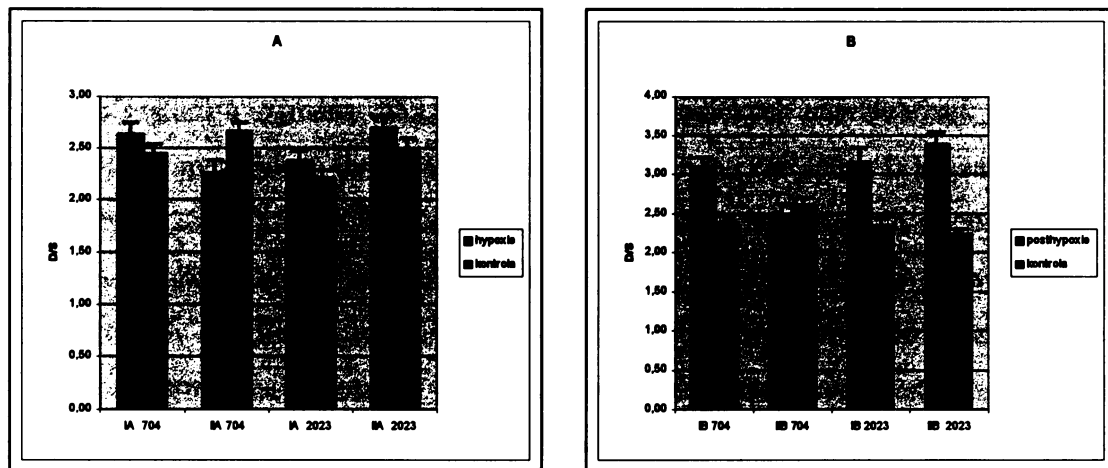 A
3,00
2,50
2,00
1,50
1,00
0,50
0,00
D/S
IA 704
IIA 704
IA 2023
IIA 2023
hypoxie
kontrola
B
4,00
3,50
3,00
2,50
2,00
1,50
1,00
0,50
0,00
D/S
IB 704
IIB 704
IB 2023
IIB 2023
posthypoxie
kontrola